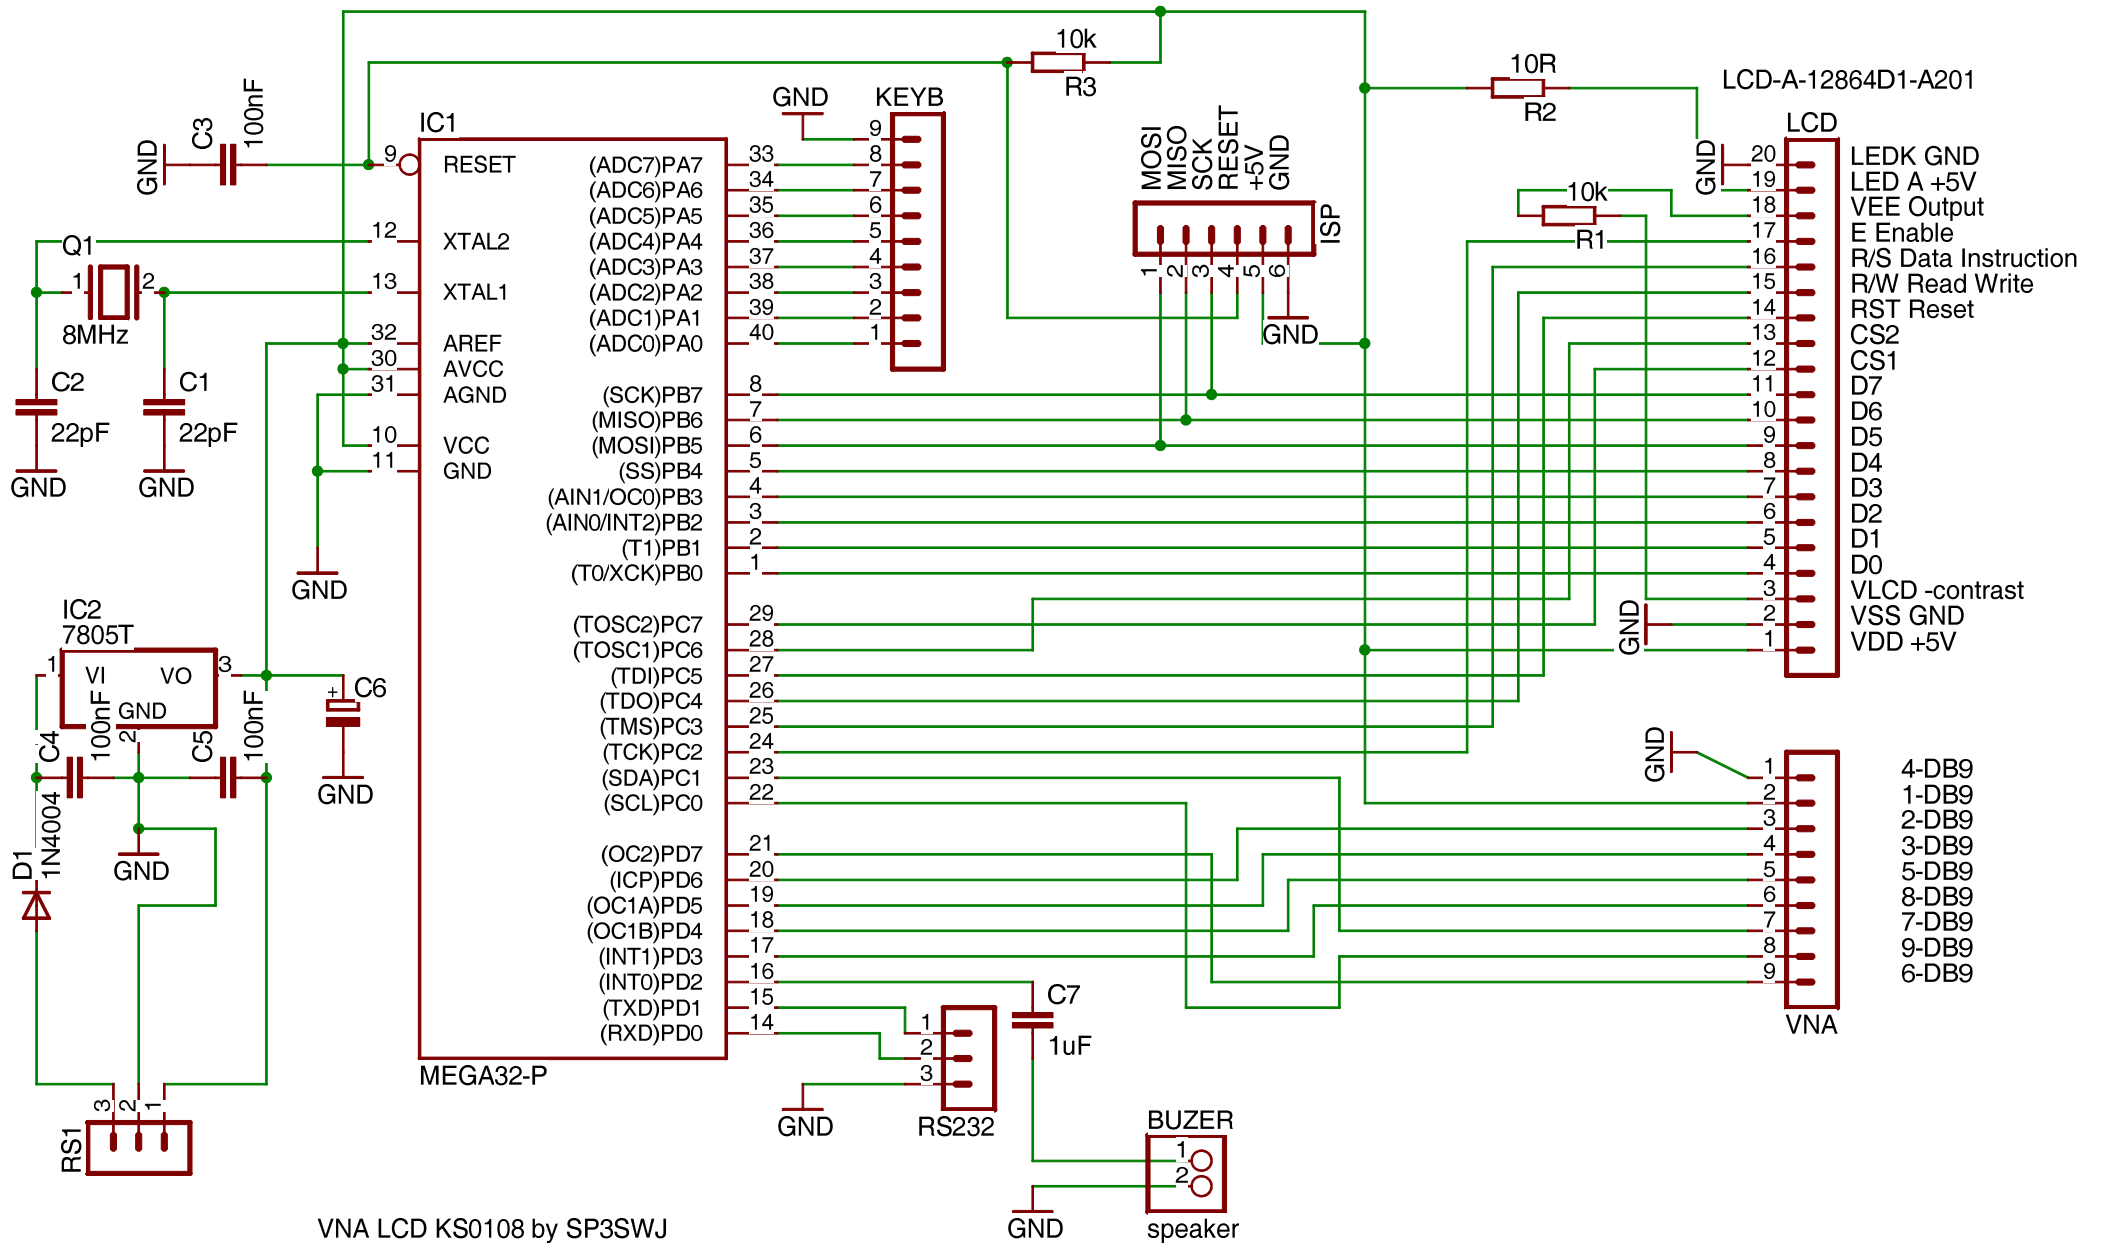 10k
R3
10R
R2
LCD-A-12864D1-A201
C3
100nF
GND
IC1
MEGA32-P
9 RESET
12 XTAL2
13 XTAL1
32 AREF
30 AVCC
31 AGND
10 VCC
11 GND
(ADC7)PA7 33
(ADC6)PA6 34
(ADC5)PA5 35
(ADC4)PA4 36
(ADC3)PA3 37
(ADC2)PA2 38
(ADC1)PA1 39
(ADC0)PA0 40
(SCK)PB7 8
(MISO)PB6 7
(MOSI)PB5 6
(SS)PB4 5
(AIN1/OC0)PB3 4
(AIN0/INT2)PB2 3
(T1)PB1 2
(T0/XCK)PB0 1
(TOSC2)PC7 29
(TOSC1)PC6 28
(TDI)PC5 27
(TDO)PC4 26
(TMS)PC3 25
(TCK)PC2 24
(SDA)PC1 23
(SCL)PC0 22
(OC2)PD7 21
(ICP)PD6 20
(OC1A)PD5 19
(OC1B)PD4 18
(INT1)PD3 17
(INT0)PD2 16
(TXD)PD1 15
(RXD)PD0 14
Q1
1 2
8MHz
C2
22pF
GND
C1
22pF
GND
GND
GND
KEYB
9
8
7
6
5
4
3
2
1
MOSI
MISO
SCK
RESET
+5V
GND
ISP
1 2 3 4 5 6
GND
10k
R1
LCD
GND
20 LEDK GND
19 LED A +5V
18 VEE Output
17 E Enable
16 R/S Data Instruction
15 R/W Read Write
14 RST Reset
13 CS2
12 CS1
11 D7
10 D6
9 D5
8 D4
7 D3
6 D2
5 D1
4 D0
3 VLCD -contrast
2 VSS GND
1 VDD +5V
GND
IC2
7805T
1 VI VO 3
GND
2
C4
100nF
C5
100nF
+
C6
GND
D1
1N4004
GND
3 2 1
RS1
GND
1 4-DB9
2 1-DB9
3 2-DB9
4 3-DB9
5 5-DB9
6 8-DB9
7 7-DB9
8 9-DB9
9 6-DB9
VNA
C7
1uF
1
2
3
RS232
GND
BUZER
1
2
speaker
GND
VNA LCD KS0108 by SP3SWJ